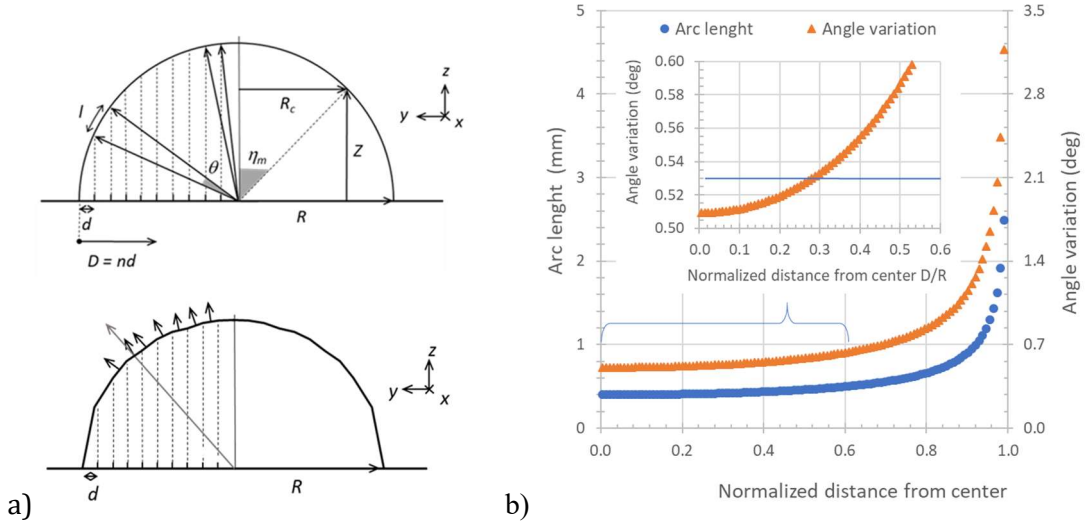 z
y
x
l
R_c
θ
η_m
Z
R
d
D = nd
z
y
x
R
d
a)
b)
5
4
3
2
1
0
Arc lenght (mm)
Arc lenght
Angle variation
0.60
0.58
0.56
0.54
0.52
0.50
Angle variation (deg)
0.0 0.1 0.2 0.3 0.4 0.5 0.6
Normalized distance from center D/R
3.5
2.8
2.1
1.4
0.7
0.0
Angle variation (deg)
0.0 0.2 0.4 0.6 0.8 1.0
Normalized distance from center